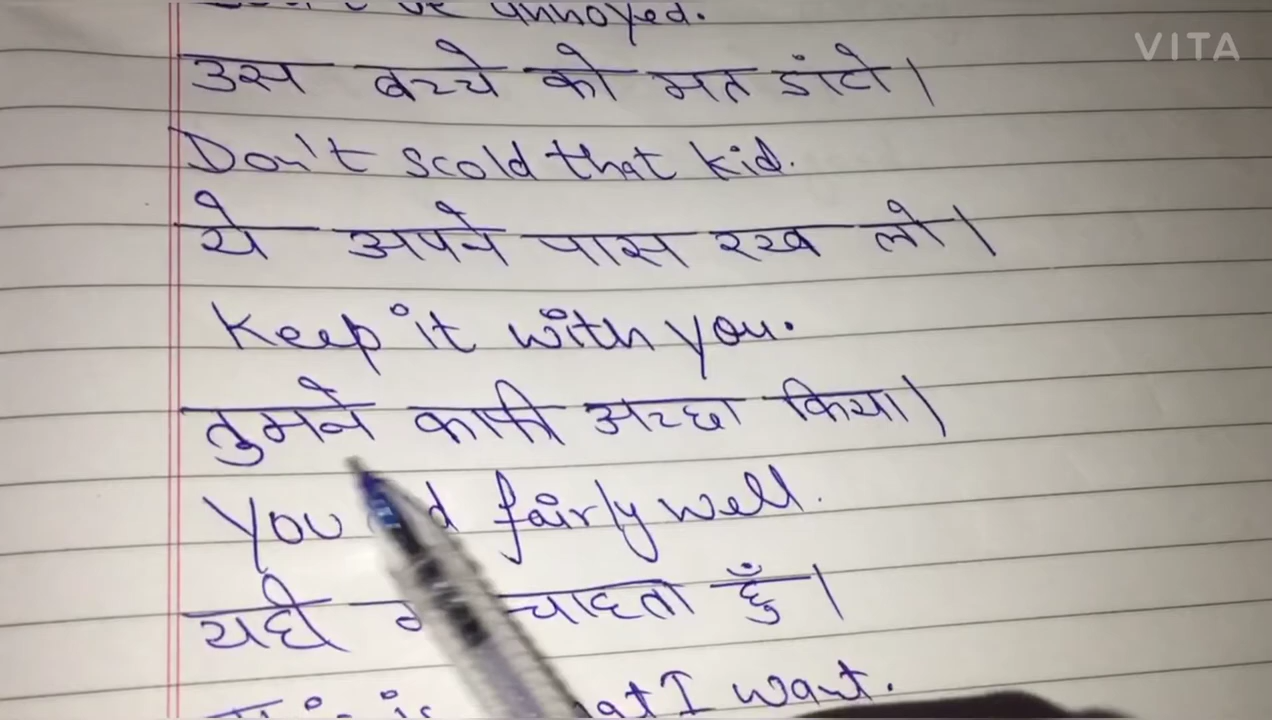 annoyed.
VITA
उस बच्चे को मत डांटो।
Don't scold that kid.
ये अपने पास रख लो।
Keep it with you.
तुमने काफी अच्छा किया।
You fairly well.
यही चाहता हूँ।
I want.